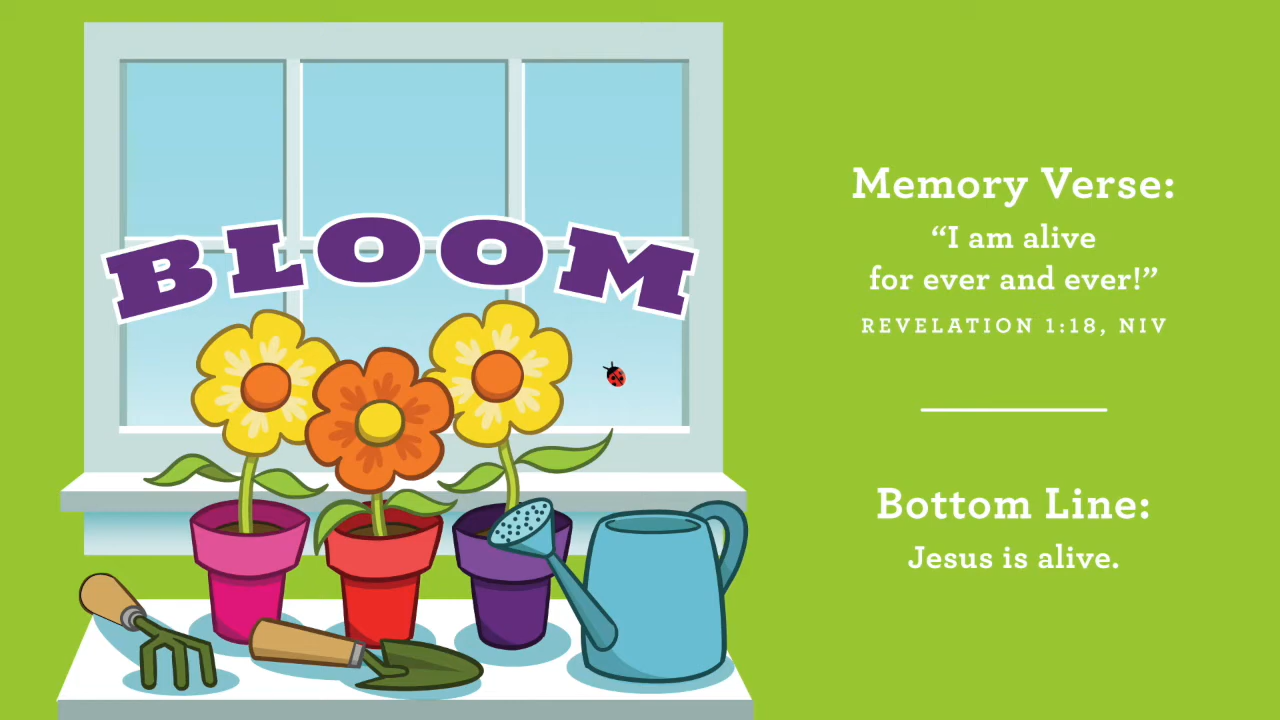 BLOOM
Memory Verse:
“I am alive
for ever and ever!”
REVELATION 1:18, NIV
Bottom Line:
Jesus is alive.